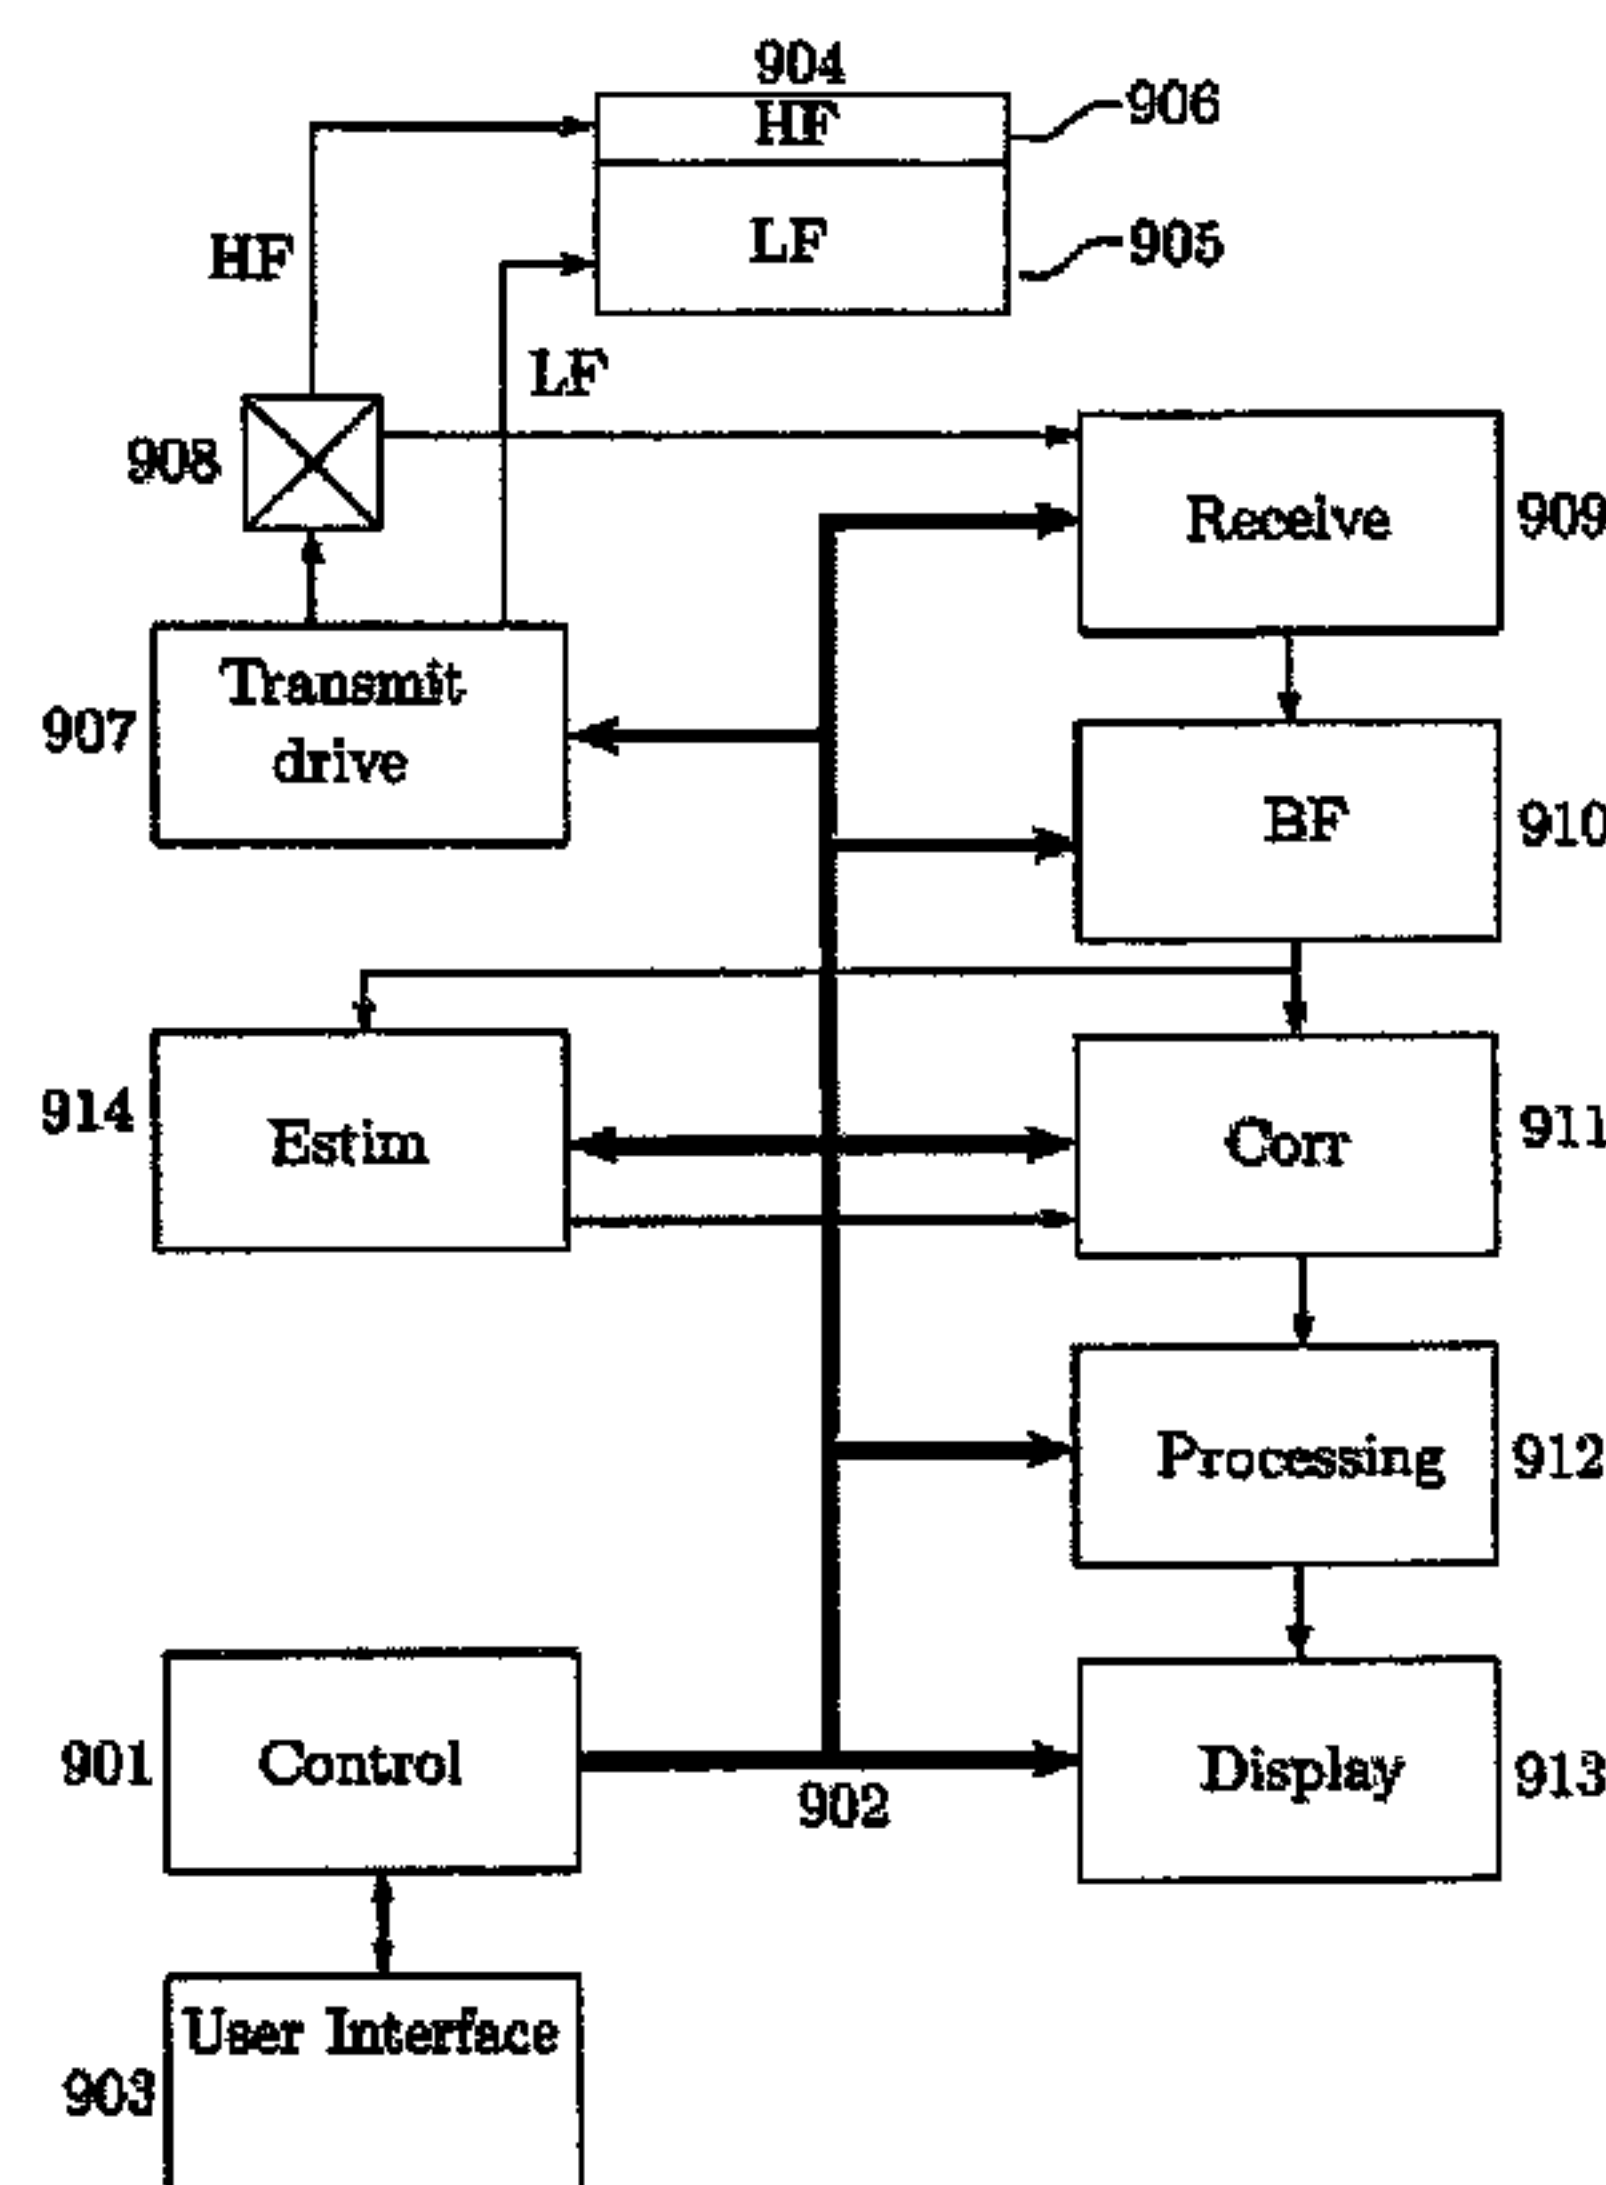 904
HF
906
LF
905
HF
LF
908
Receive
909
Transmit
drive
907
BF
910
914
Estim
Corr
911
Processing
912
901
Control
902
Display
913
User Interface
903